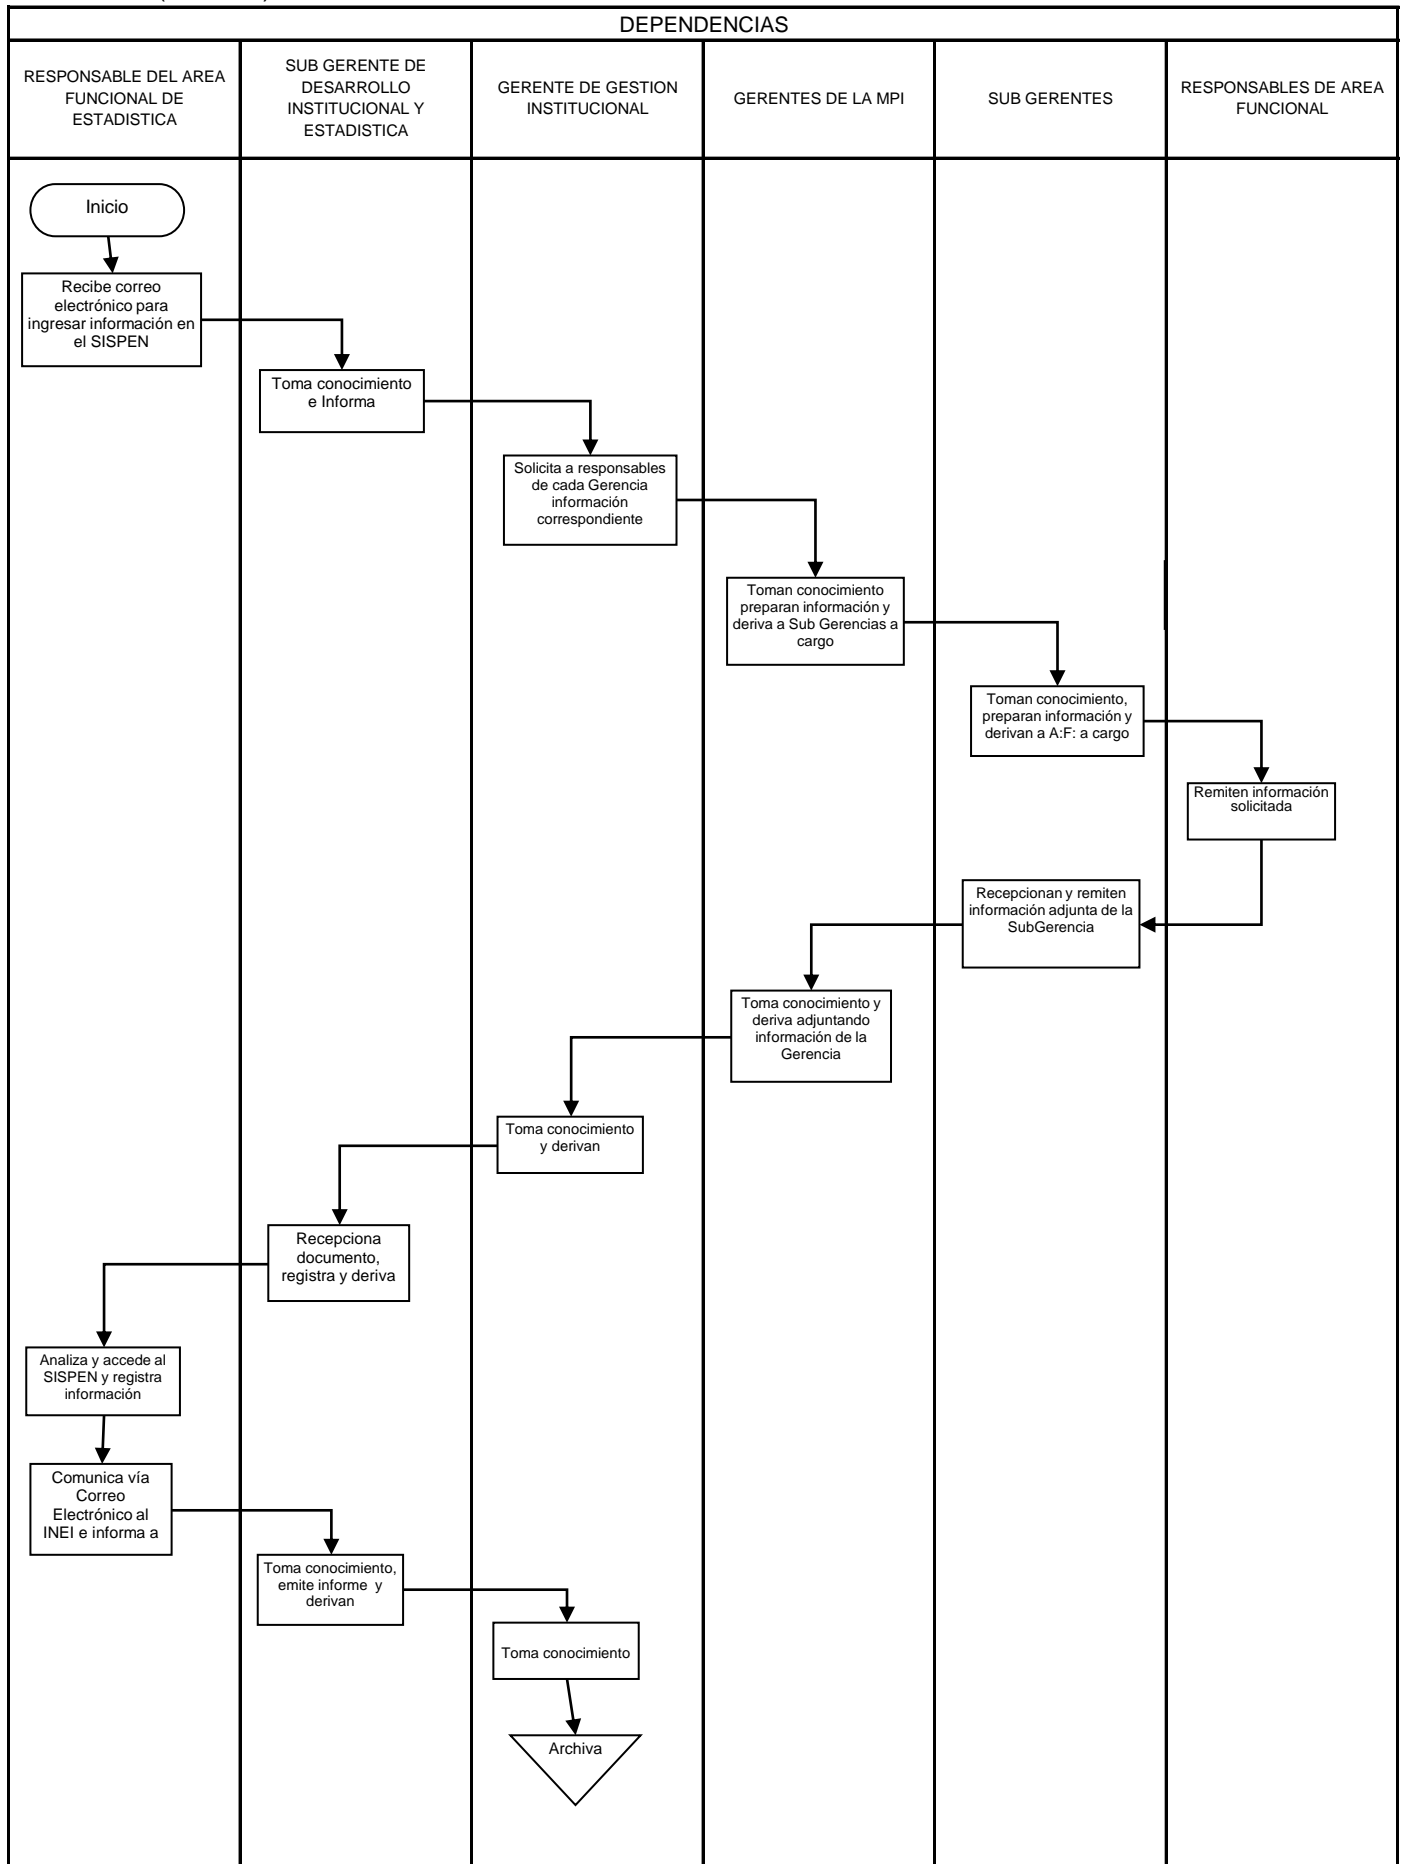 DEPENDENCIAS
RESPONSABLE DEL AREA
FUNCIONAL DE
ESTADISTICA
SUB GERENTE DE
DESARROLLO
INSTITUCIONAL Y
ESTADISTICA
GERENTE DE GESTION
INSTITUCIONAL
GERENTES DE LA MPI
SUB GERENTES
RESPONSABLES DE AREA
FUNCIONAL
Inicio
Recibe correo
electrónico para
ingresar información en
el SISPEN
Toma conocimiento
e Informa
Solicita a responsables
de cada Gerencia
información
correspondiente
Toman conocimiento
preparan información y
deriva a Sub Gerencias a
cargo
Toman conocimiento,
preparan información y
derivan a A:F: a cargo
Remiten información
solicitada
Recepcionan y remiten
información adjunta de la
SubGerencia
Toma conocimiento y
deriva adjuntando
información de la
Gerencia
Toma conocimiento
y derivan
Recepciona
documento,
registra y deriva
Analiza y accede al
SISPEN y registra
información
Comunica vía
Correo
Electrónico al
INEI e informa a
Toma conocimiento,
emite informe y
derivan
Toma conocimiento
Archiva